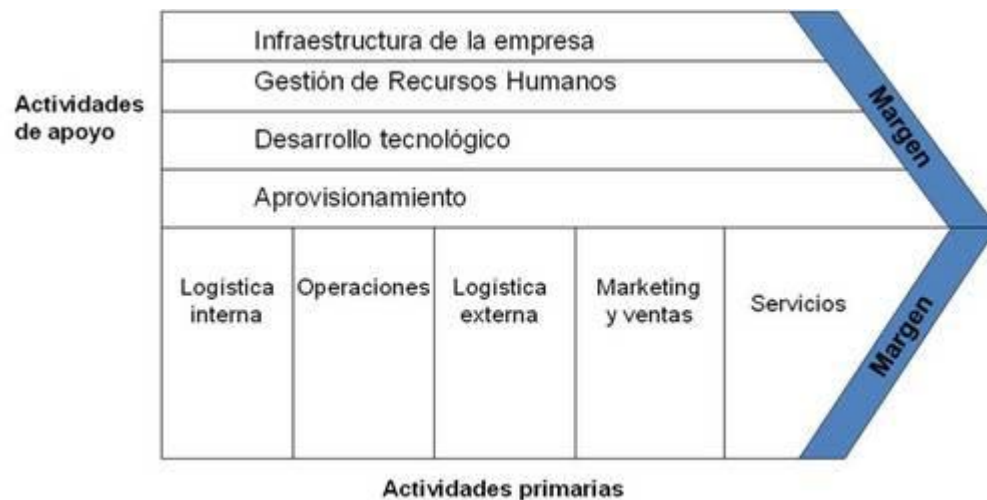 Infraestructura de la empresa
Gestión de Recursos Humanos
Actividades
de apoyo
Desarrollo tecnológico
Aprovisionamiento
Margen
Logística
interna
Operaciones
Logística
externa
Marketing
y ventas
Servicios
Margen
Actividades primarias